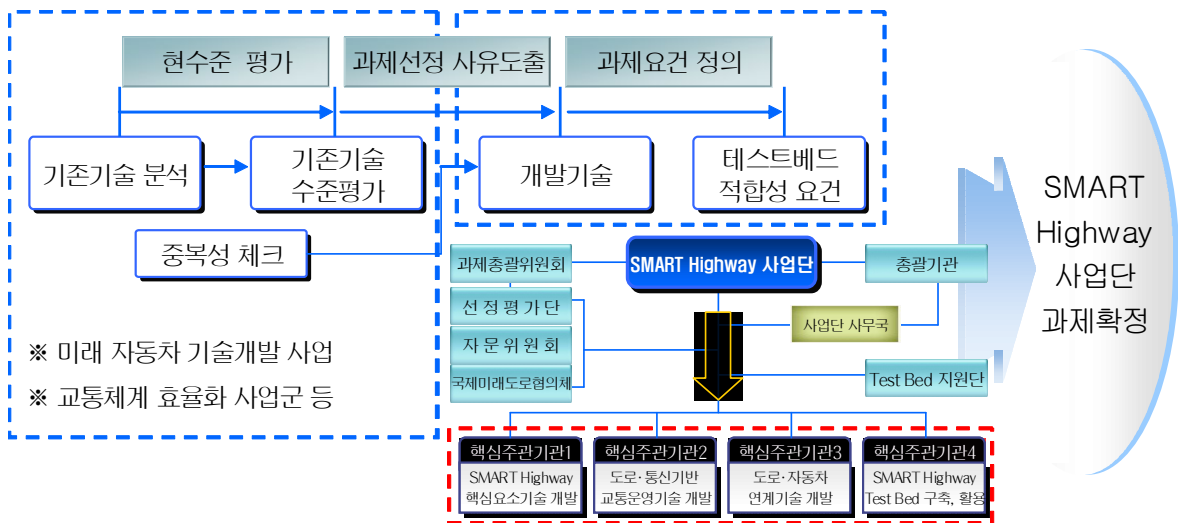 현수준 평가
과제선정 사유도출
과제요건 정의
기존기술 분석
기존기술
수준평가
개발기술
테스트베드
적합성 요건
중복성 체크
※ 미래 자동차 기술개발 사업
※ 교통체계 효율화 사업군 등
과제총괄위원회
SMART Highway 사업단
총괄기관
선정평가단
사업단 사무국
자문위원회
국제미래도로협의체
Test Bed 지원단
핵심주관기관1
SMART Highway
핵심요소기술 개발
핵심주관기관2
도로·통신기반
교통운영기술 개발
핵심주관기관3
도로·자동차
연계기술 개발
핵심주관기관4
SMART Highway
Test Bed 구축, 활용
SMART
Highway
사업단
과제확정